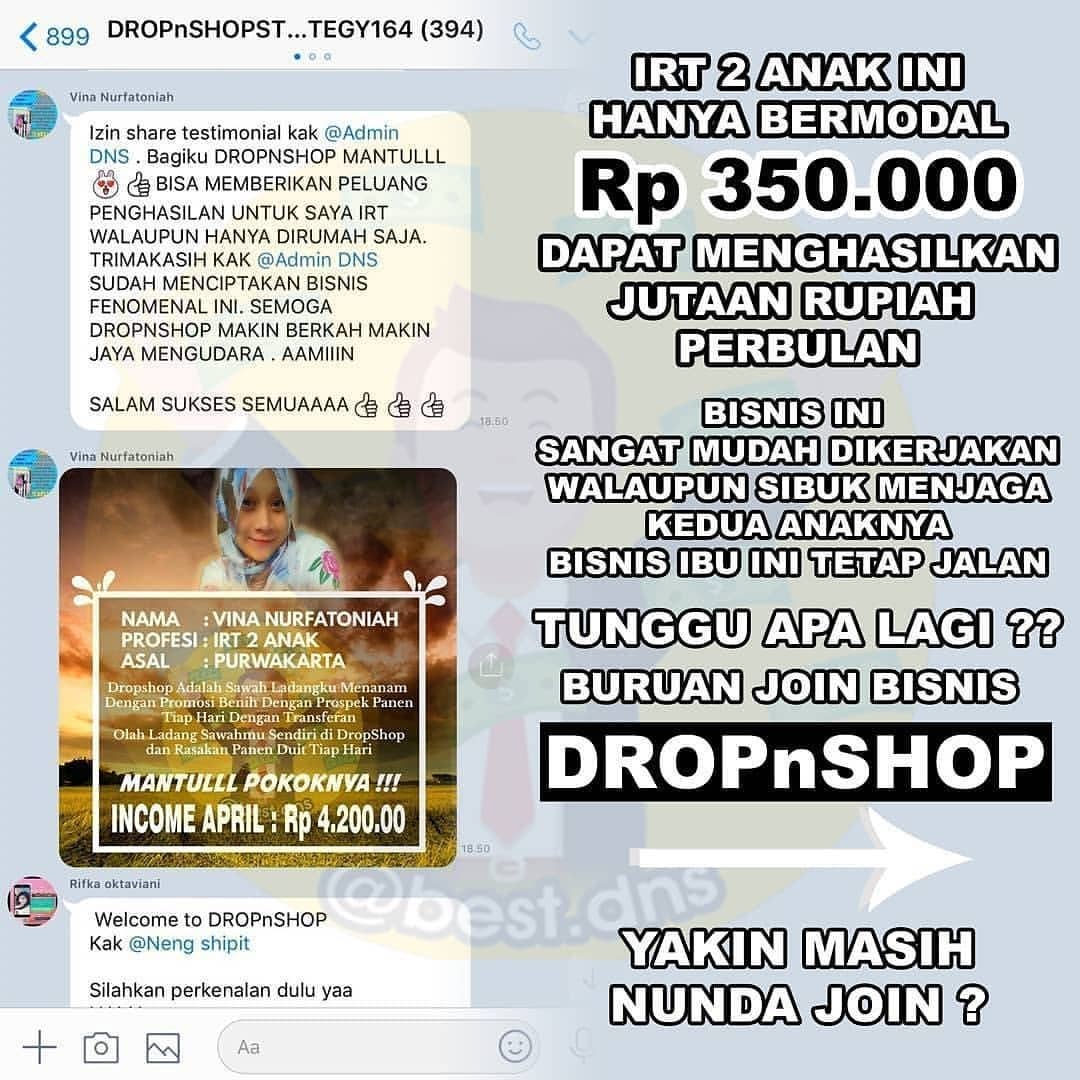 899
DROPnSHOPST...TEGY164 (394)
Vina Nurfatoniah
Izin share testimonial kak @Admin
DNS . Bagiku DROPNSHOP MANTULLL
BISA MEMBERIKAN PELUANG
PENGHASILAN UNTUK SAYA IRT
WALAUPUN HANYA DIRUMAH SAJA.
TRIMAKASIH KAK @Admin DNS
SUDAH MENCIPTAKAN BISNIS
FENOMENAL INI. SEMOGA
DROPNSHOP MAKIN BERKAH MAKIN
JAYA MENGUDARA . AAMIIIN
SALAM SUKSES SEMUAAAA
18.50
Vina Nurfatoniah
NAMA : VINA NURFATONIAH
PROFESI : IRT 2 ANAK
ASAL : PURWAKARTA
Dropshop Adalah Sawah Ladangku Menanam
Dengan Promosi Benih Dengan Prospek Panen
Tiap Hari Dengan Transferan
Olah Ladang Sawahmu Sendiri di DropShop
dan Rasakan Panen Duit Tiap Hari
MANTULLL POKOKNYA !!!
@best.dns
INCOME APRIL : Rp 4.200.00
18.50
Rifka oktaviani
Welcome to DROPnSHOP
Kak @Neng shipit
Silahkan perkenalan dulu yaa
Aa
IRT 2 ANAK INI
HANYA BERMODAL
Rp 350.000
DAPAT MENGHASILKAN
JUTAAN RUPIAH
PERBULAN
BISNIS INI
SANGAT MUDAH DIKERJAKAN
WALAUPUN SIBUK MENJAGA
KEDUA ANAKNYA
BISNIS IBU INI TETAP JALAN
TUNGGU APA LAGI ??
BURUAN JOIN BISNIS
DROPnSHOP
@best.dns
YAKIN MASIH
NUNDA JOIN ?